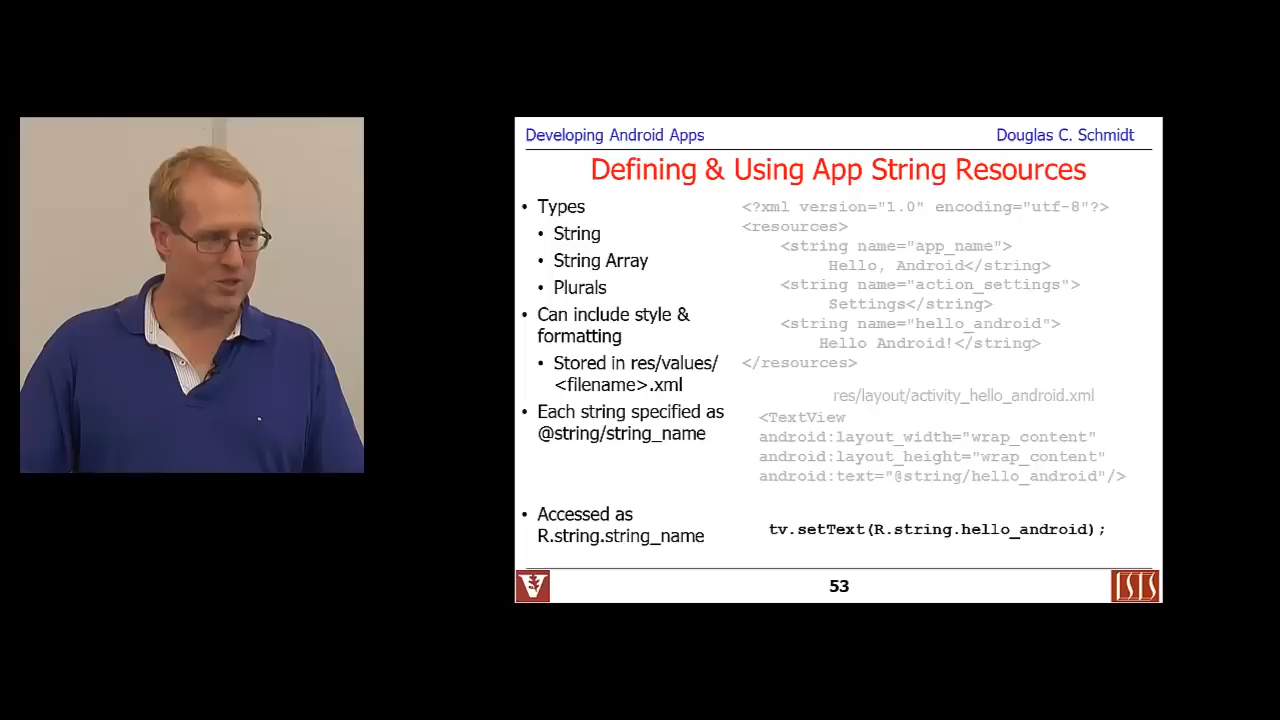 Developing Android Apps
Douglas C. Schmidt
Defining & Using App String Resources
• Types
• String
• String Array
• Plurals
• Can include style &
formatting
• Stored in res/values/
<filename>.xml
• Each string specified as
@string/string_name
• Accessed as
R.string.string_name
<?xml version="1.0" encoding="utf-8"?>
<resources>
<string name="app_name">
Hello, Android</string>
<string name="action_settings">
Settings</string>
<string name="hello_android">
Hello Android!</string>
</resources>
res/layout/activity_hello_android.xml
<TextView
android:layout_width="wrap_content"
android:layout_height="wrap_content"
android:text="@string/hello_android"/>
tv.setText(R.string.hello_android);
V
53
ISIS